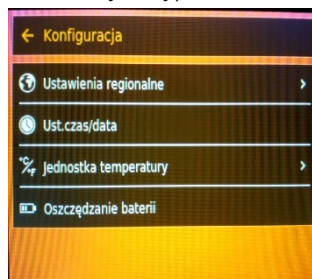 Konfiguracja
Ustawienia regionalne
Ust.czas/data
°C/°F Jednostka temperatury
Oszczędzanie baterii